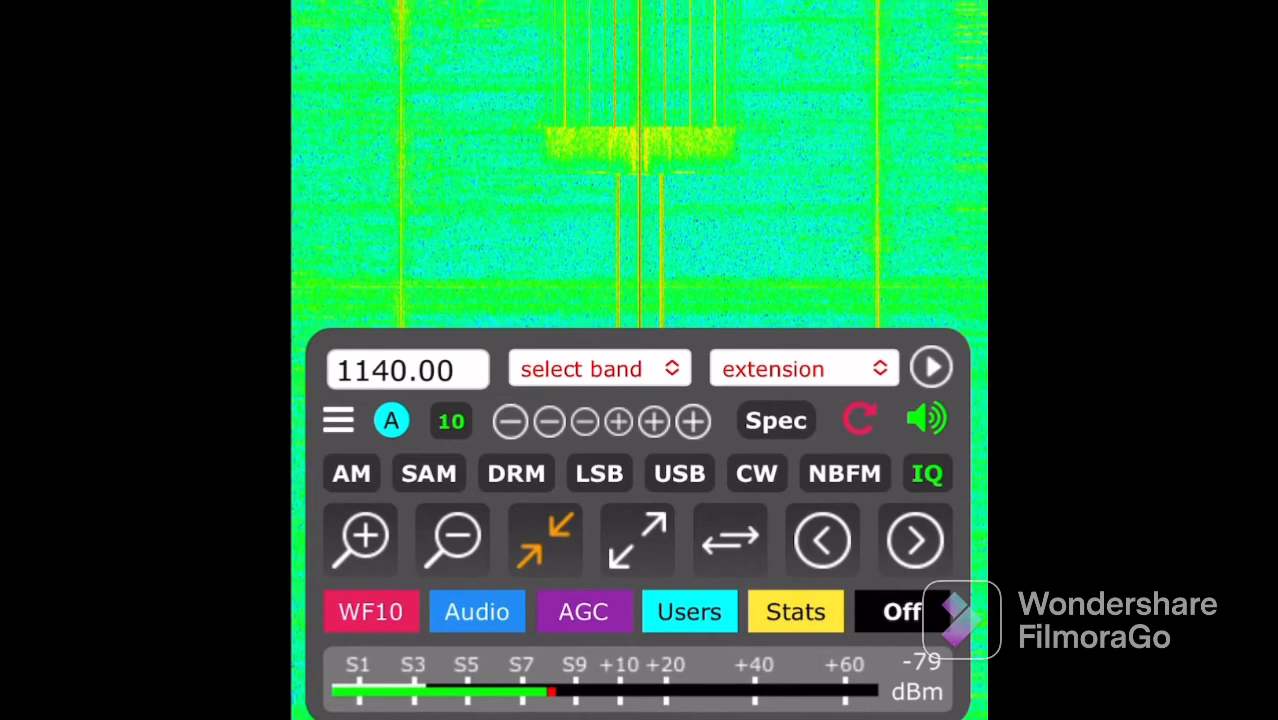 1140.00 select band extension
A 10 Spec
AM SAM DRM LSB USB CW NBFM IQ
WF10 Audio AGC Users Stats Off
Wondershare
FilmoraGo
S1 S3 S5 S7 S9 +10 +20 +40 +60 -79
dBm